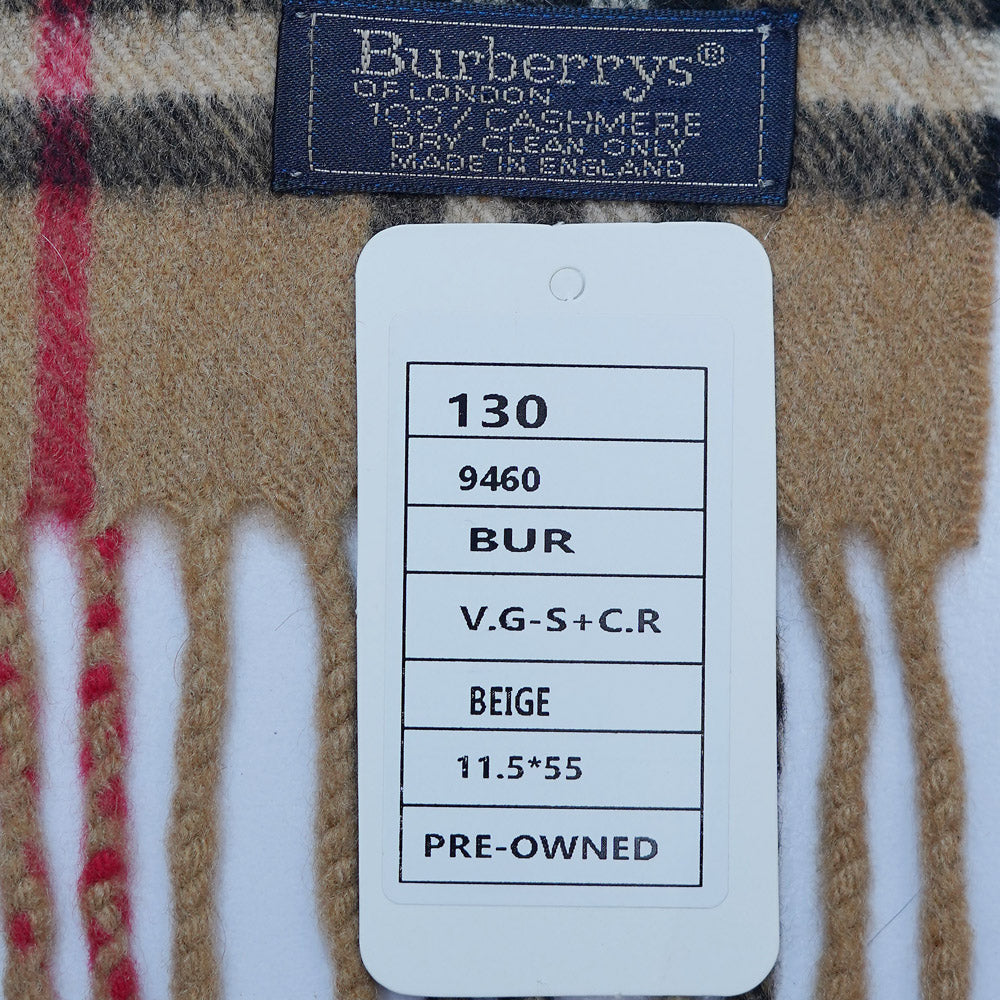 Burberrys®
OF LONDON
100% CASHMERE
DRY CLEAN ONLY
MADE IN ENGLAND
130
9460
BUR
V.G-S+C.R
BEIGE
11.5*55
PRE-OWNED